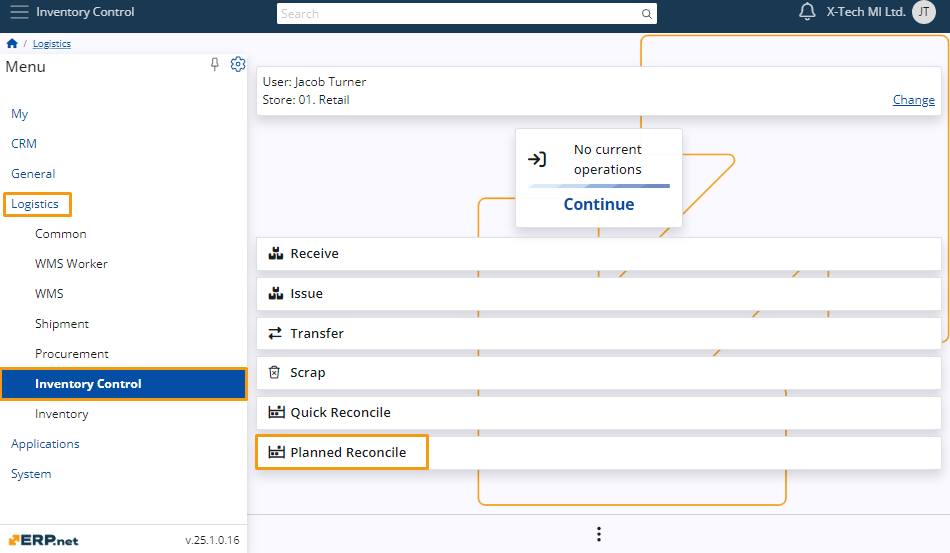 Inventory Control
Search
X-Tech MI Ltd.
JT
/ Logistics
Menu
My
CRM
General
Logistics
Common
WMS Worker
WMS
Shipment
Procurement
Inventory Control
Inventory
Applications
System
ERP.net
v.25.1.0.16
User: Jacob Turner
Store: 01. Retail
Change
No current
operations
Continue
Receive
Issue
Transfer
Scrap
Quick Reconcile
Planned Reconcile